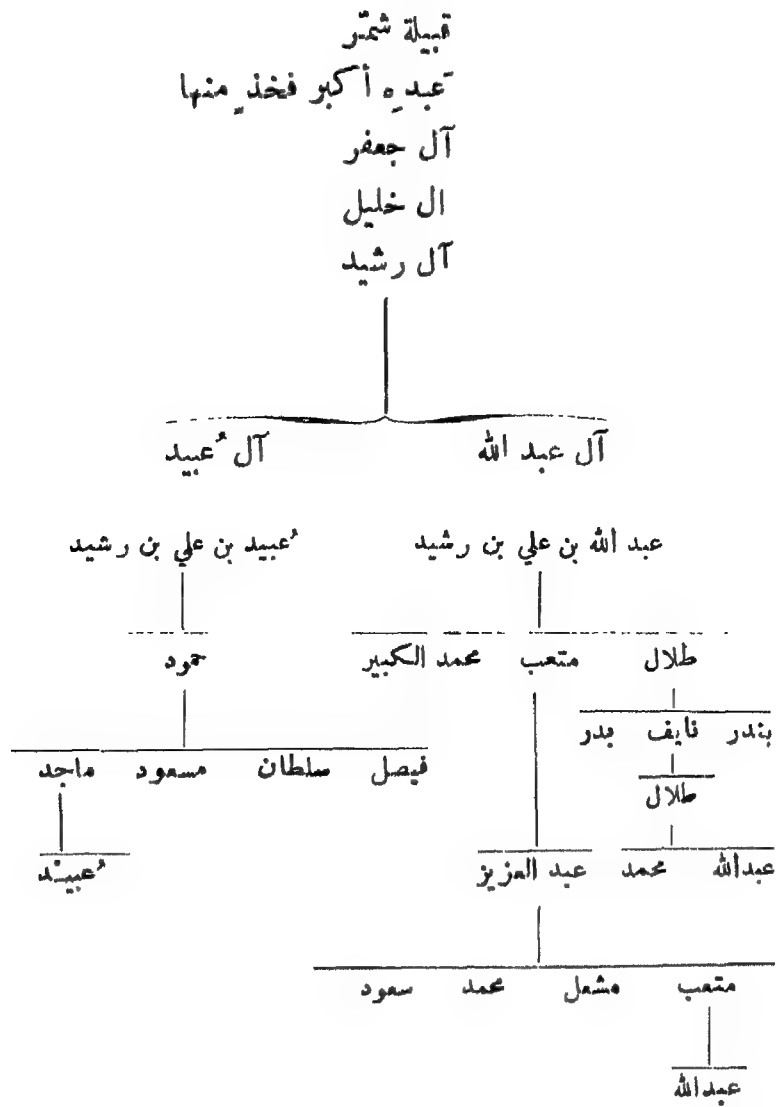 قبيلة شمّر
عَبدِه أكبر فخذٍ منها
آل جعفر
ال خليل
آل رشيد
آل عبد الله آل عُبيد
عبد الله بن علي بن رشيد عُبيد بن علي بن رشيد
طلال متعب محمد الكبير حمود
بندر نايف بدر
فيصل سلطان مسعود ماجد
طلال
عبدالله محمد عبد العزيز عُبيْد
متعب مشعل محمد سعود
عبدالله